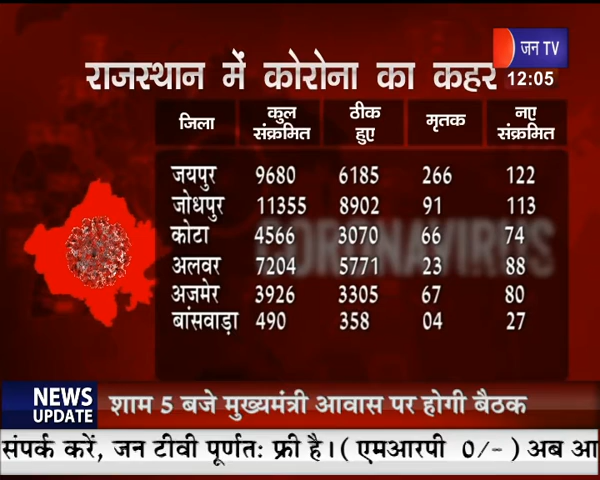 जन TV
राजस्थान में कोरोना का कहर
12:05
जिला कुल संक्रमित ठीक हुए मृतक नए संक्रमित
जयपुर 9680 6185 266 122
जोधपुर 11355 8902 91 113
कोटा 4566 3070 66 74
अलवर 7204 5771 23 88
अजमेर 3926 3305 67 80
बांसवाड़ा 490 358 04 27
CORONAVIRUS
NEWS UPDATE
शाम 5 बजे मुख्यमंत्री आवास पर होगी बैठक
संपर्क करें, जन टीवी पूर्णतः फ्री है।( एमआरपी 0/-) अब आ